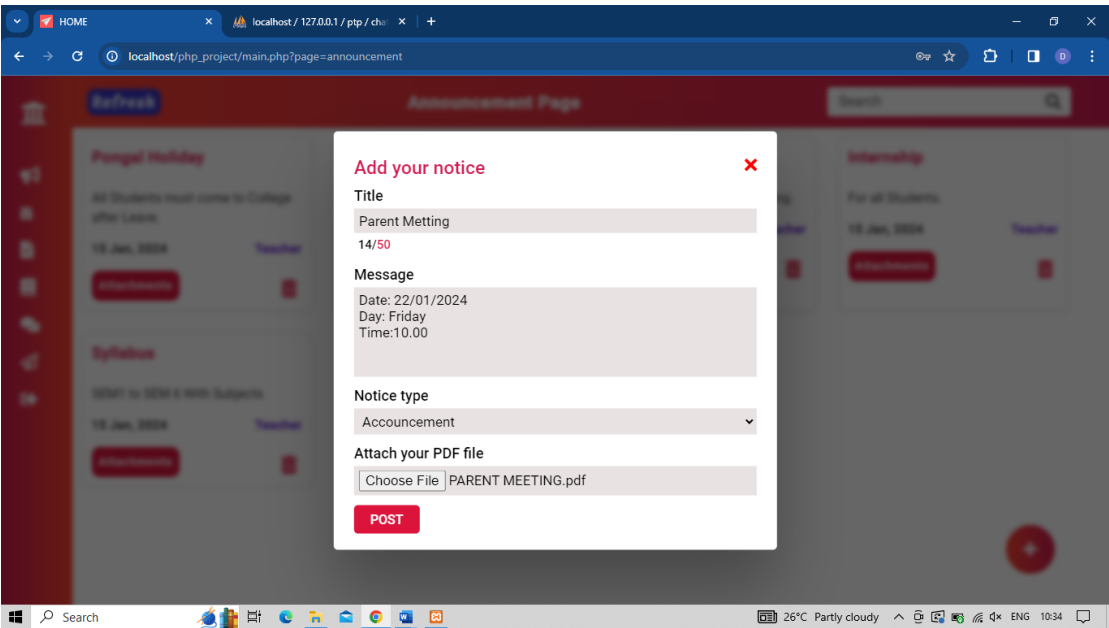 HOME
localhost / 127.0.0.1 / ptp / cha
localhost/php_project/main.php?page=announcement
D
Refresh
Announcement Page
Search
Pongal Holiday
All Students must come to College
after Leave.
15 Jan, 2024 Teacher
Attachments
Internship
For all Students.
15 Jan, 2024 Teacher
Attachments
Syllabus
SEM1 to SEM 6 With Subjects
15 Jan, 2024 Teacher
Attachments
Add your notice
Title
Parent Metting
14/50
Message
Date: 22/01/2024
Day: Friday
Time:10.00
Notice type
Accouncement
Attach your PDF file
Choose File PARENT MEETING.pdf
POST
Search
26°C Partly cloudy
ENG
10:34